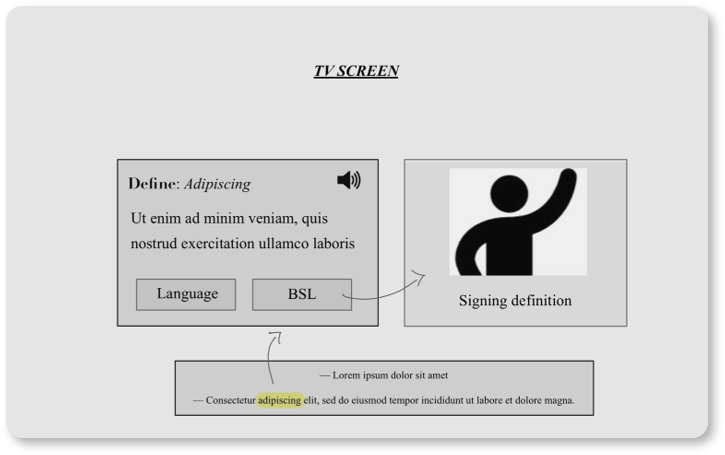 TV SCREEN
Define: Adipiscing
Ut enim ad minim veniam, quis
nostrud exercitation ullamco laboris
Language
BSL
Signing definition
— Lorem ipsum dolor sit amet
— Consectetur adipiscing elit, sed do eiusmod tempor incididunt ut labore et dolore magna.